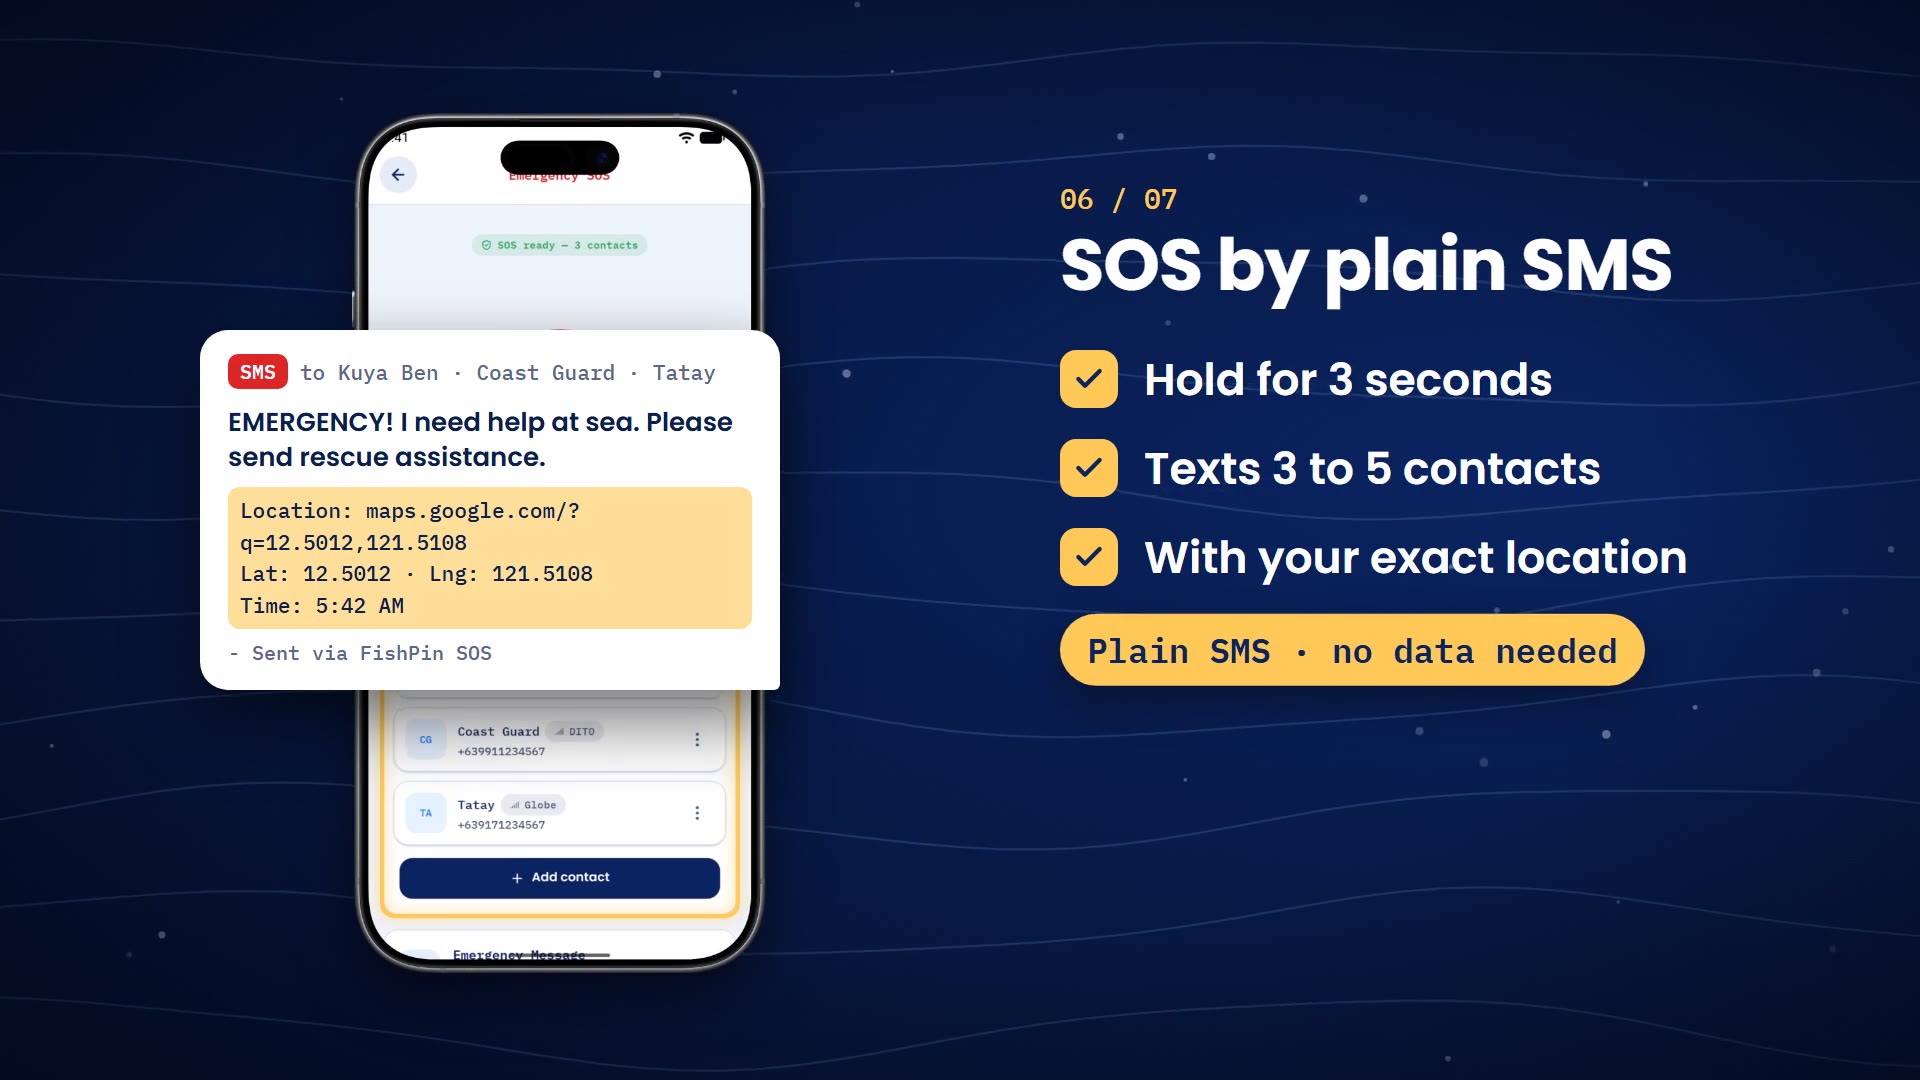 :41
Emergency SOS
SOS ready — 3 contacts
SMS to Kuya Ben · Coast Guard · Tatay
EMERGENCY! I need help at sea. Please
send rescue assistance.
Location: maps.google.com/?
q=12.5012,121.5108
Lat: 12.5012 · Lng: 121.5108
Time: 5:42 AM
- Sent via FishPin SOS
CG
Coast Guard DITO
+639911234567
TA
Tatay Globe
+639171234567
+ Add contact
Emergency Message
06 / 07
SOS by plain SMS
Hold for 3 seconds
Texts 3 to 5 contacts
With your exact location
Plain SMS · no data needed